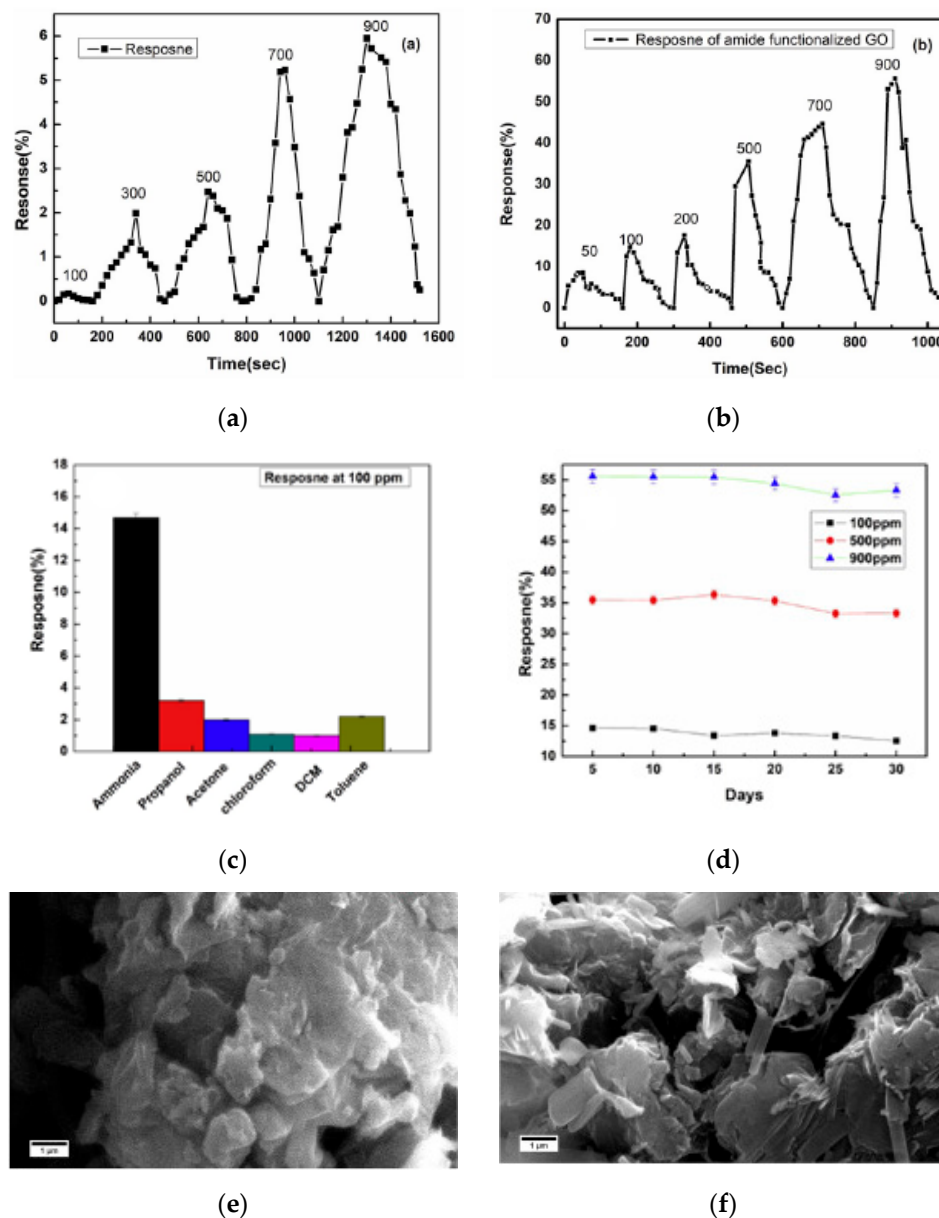 (a)
Resposne
100
300
500
700
900
6
5
4
3
2
1
0
Resonse(%)
0 200 400 600 800 1000 1200 1400 1600
Time(sec)
(b)
Resposne of amide functionalized GO
50
100
200
500
700
900
70
60
50
40
30
20
10
0
Response(%)
0 200 400 600 800 1000
Time(Sec)
(a)
(b)
Resposne at 100 ppm
18
16
14
12
10
8
6
4
2
0
Resposne(%)
Ammonia
Propanol
Acetone
chloroform
DCM
Toluene
100ppm
500ppm
900ppm
55
50
45
40
35
30
25
20
15
10
Resposne(%)
5 10 15 20 25 30
Days
(c)
(d)
1 µm
1 µm
(e)
(f)